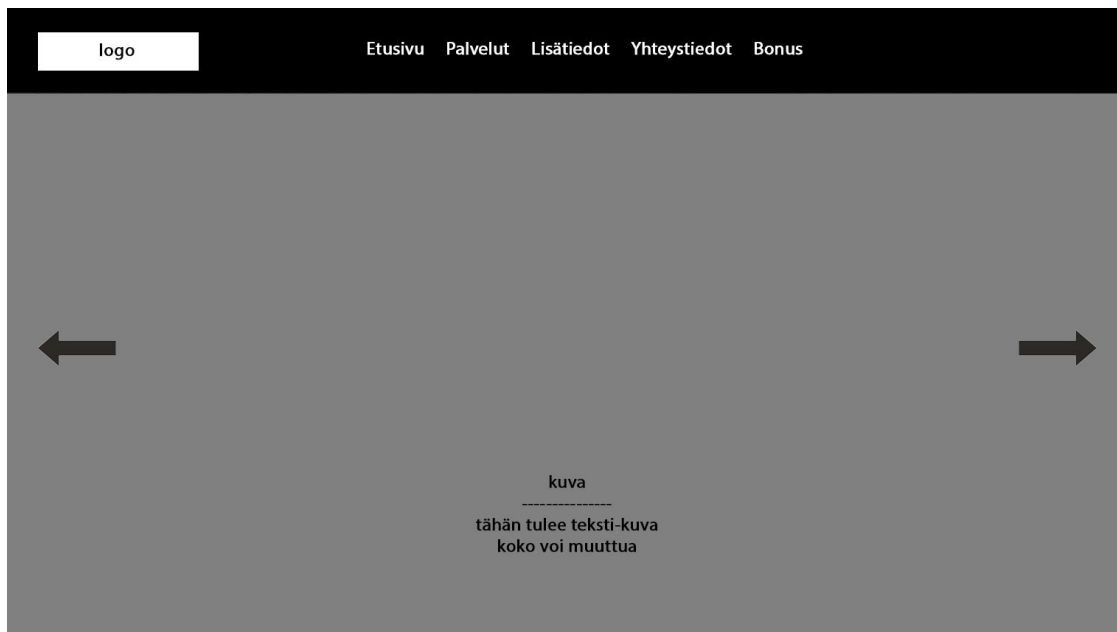 logo
Etusivu Palvelut Lisätiedot Yhteystiedot Bonus
kuva
---------------
tähän tulee teksti-kuva
koko voi muuttua